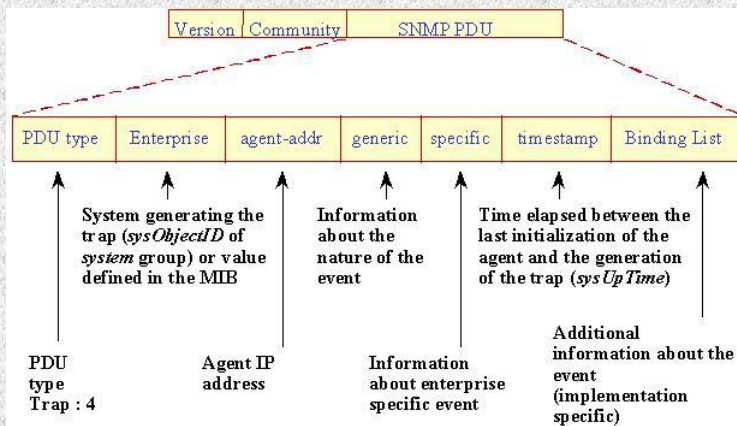 Version Community SNMP PDU
PDU type Enterprise agent-addr generic specific timestamp Binding List
System generating the
trap (sysObjectID of
system group) or value
defined in the MIB
Information
about the
nature of the
event
Time elapsed between the
last initialization of the
agent and the generation
of the trap (sysUpTime)
PDU
type
Trap : 4
Agent IP
address
Information
about enterprise
specific event
Additional
information about the
event
(implementation
specific)